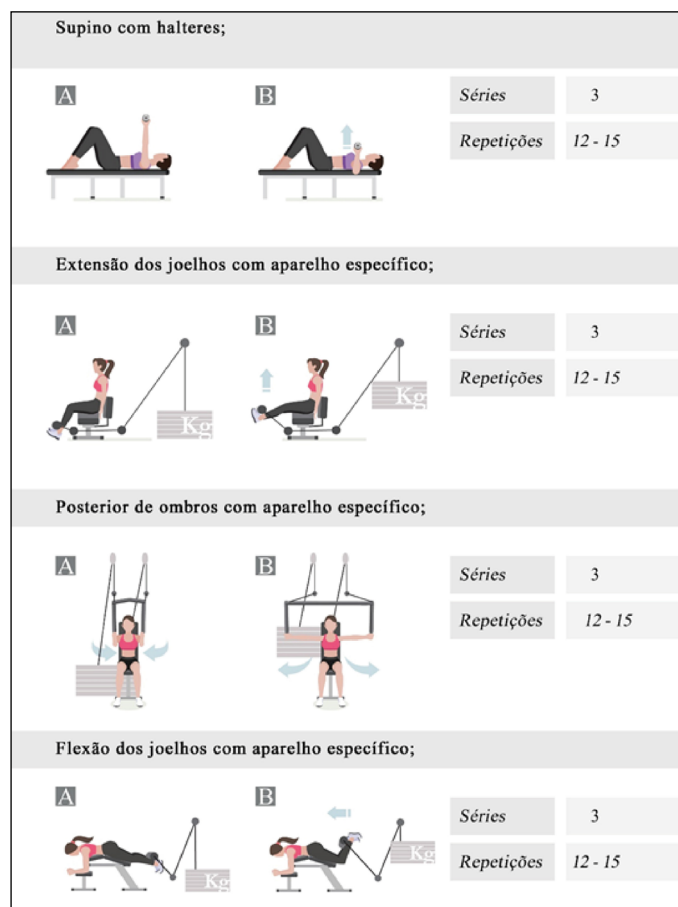 Supino com halteres;
A
B
Séries 3
Repetições 12 - 15
Extensão dos joelhos com aparelho específico;
A
B
Séries 3
Kg
Kg
Repetições 12 - 15
Posterior de ombros com aparelho específico;
A
B
Séries 3
Repetições 12 - 15
Flexão dos joelhos com aparelho específico;
A
B
Séries 3
Repetições 12 - 15
Kg
Kg